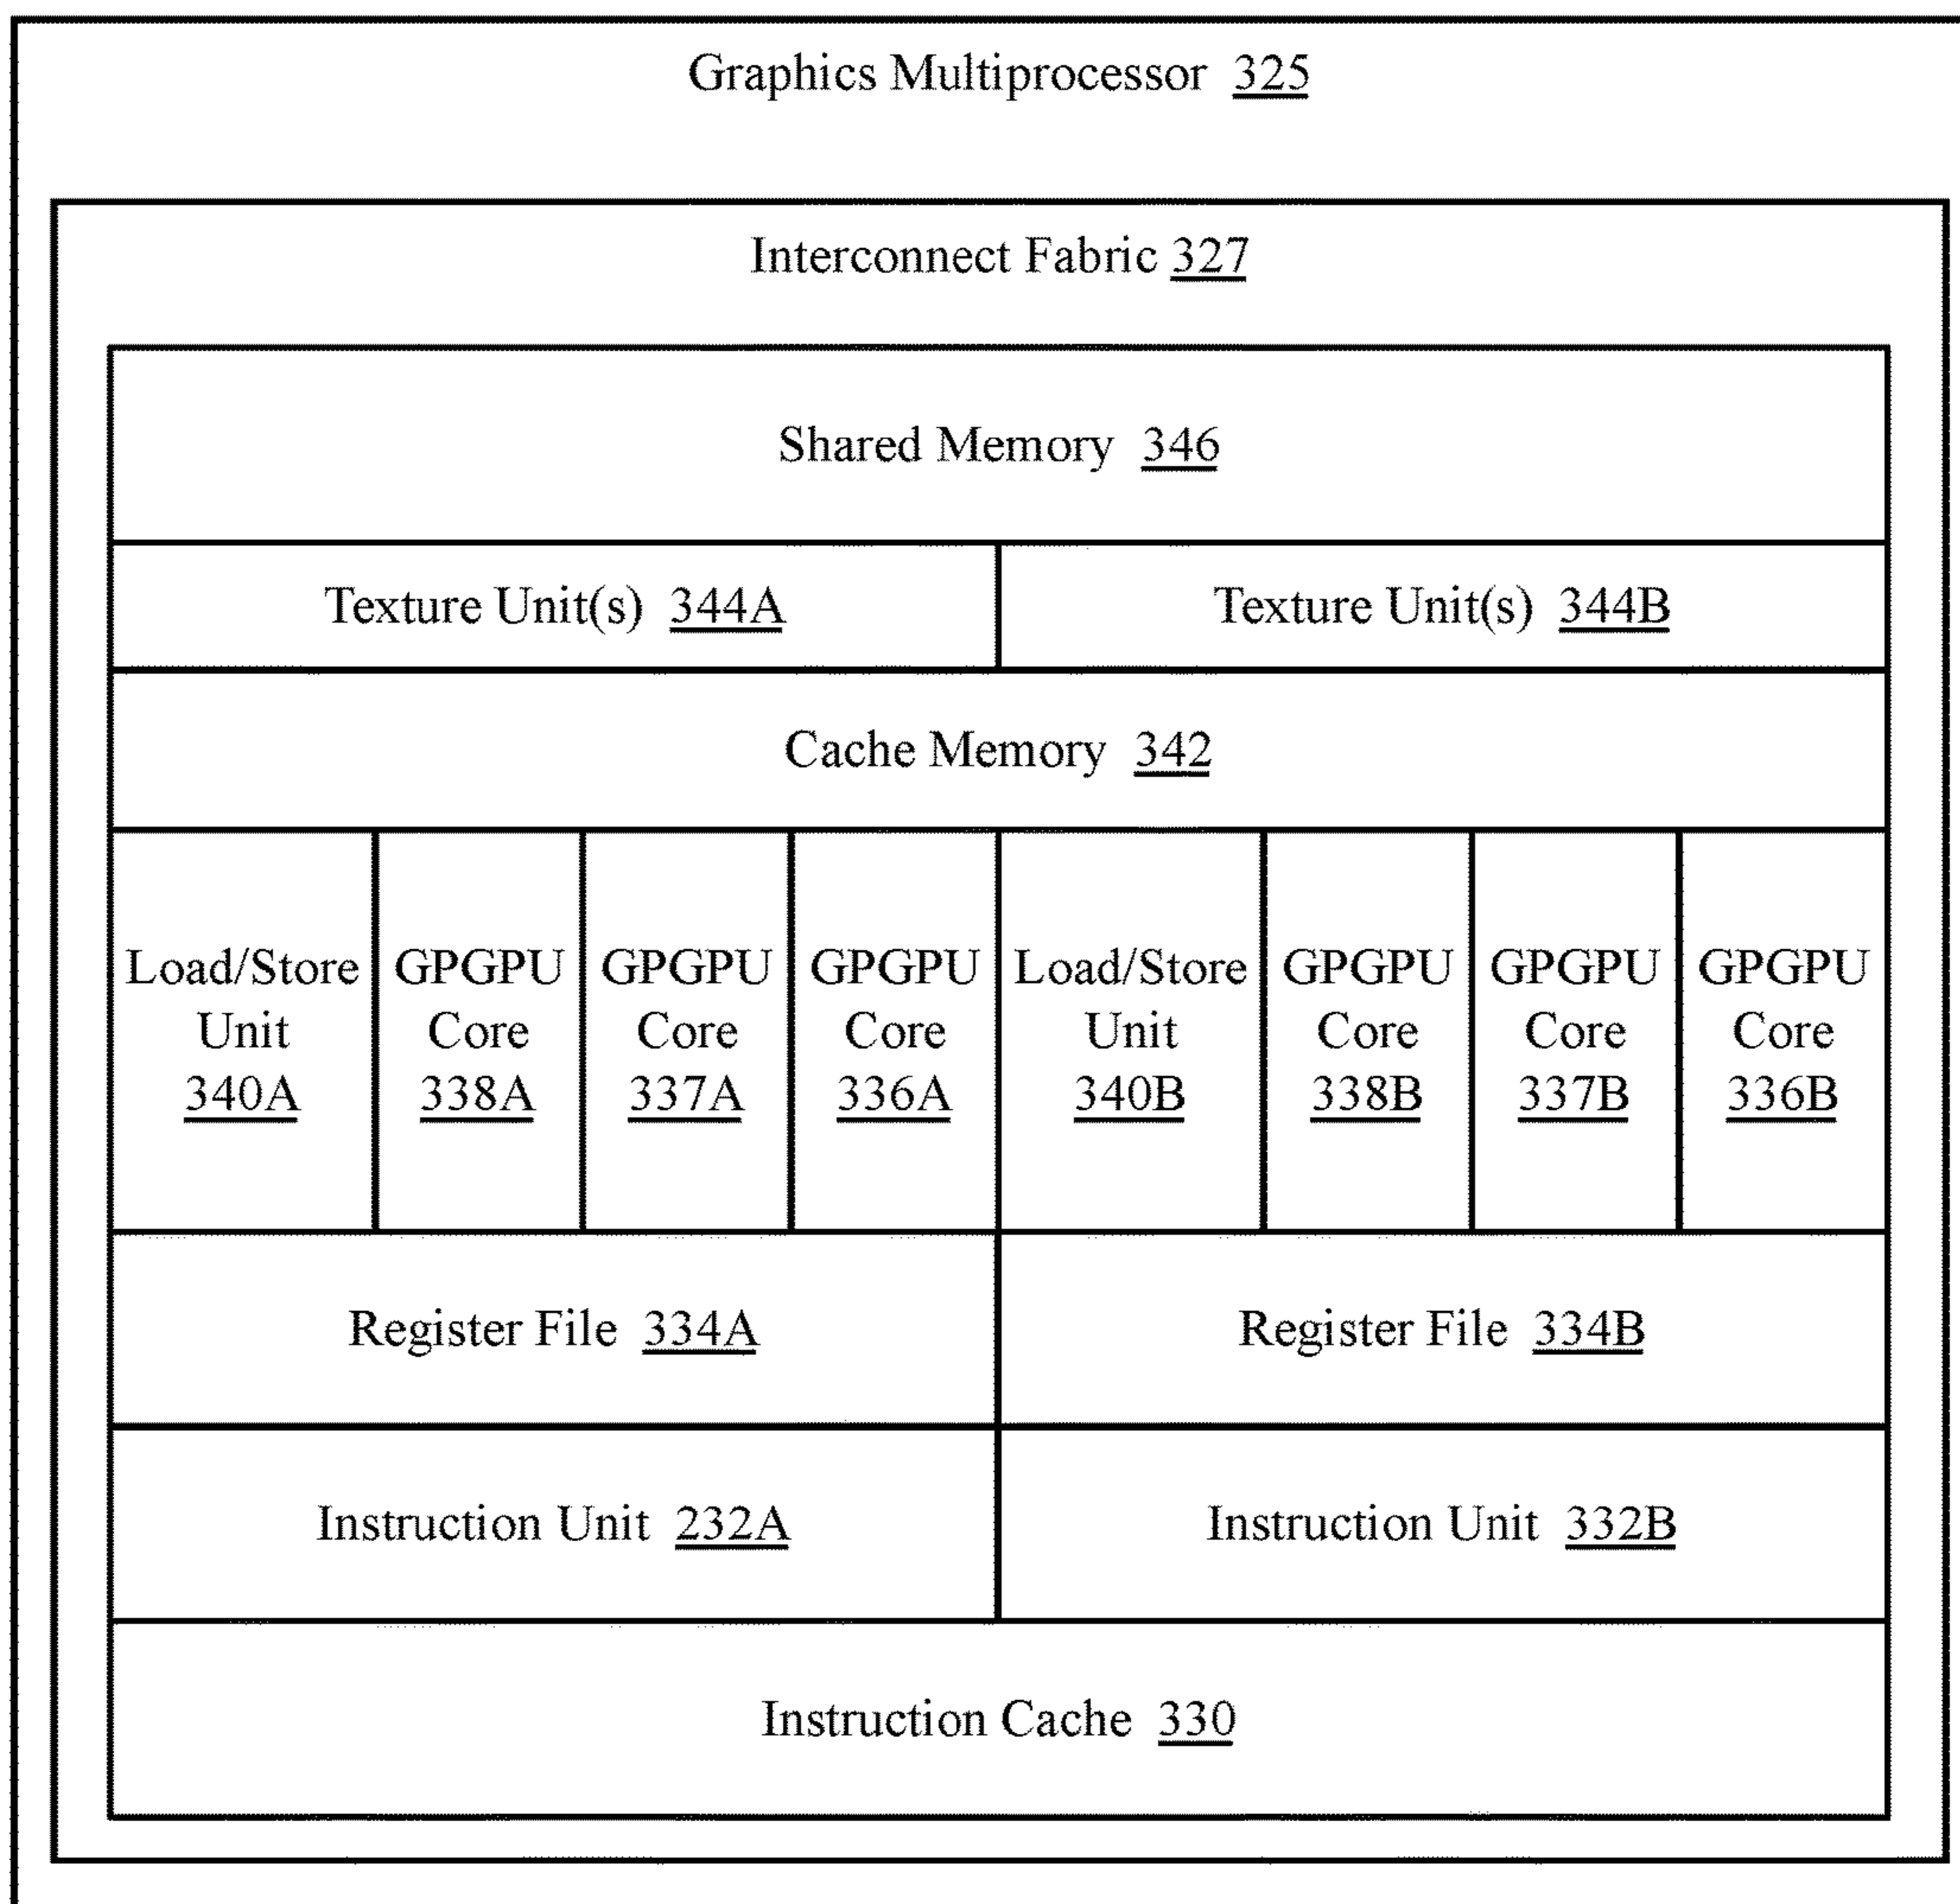 Graphics Multiprocessor 325
Interconnect Fabric 327
Shared Memory 346
Texture Unit(s) 344A
Texture Unit(s) 344B
Cache Memory 342
Load/Store
Unit
340A
GPGPU
Core
338A
GPGPU
Core
337A
GPGPU
Core
336A
Load/Store
Unit
340B
GPGPU
Core
338B
GPGPU
Core
337B
GPGPU
Core
336B
Register File 334A
Register File 334B
Instruction Unit 232A
Instruction Unit 332B
Instruction Cache 330